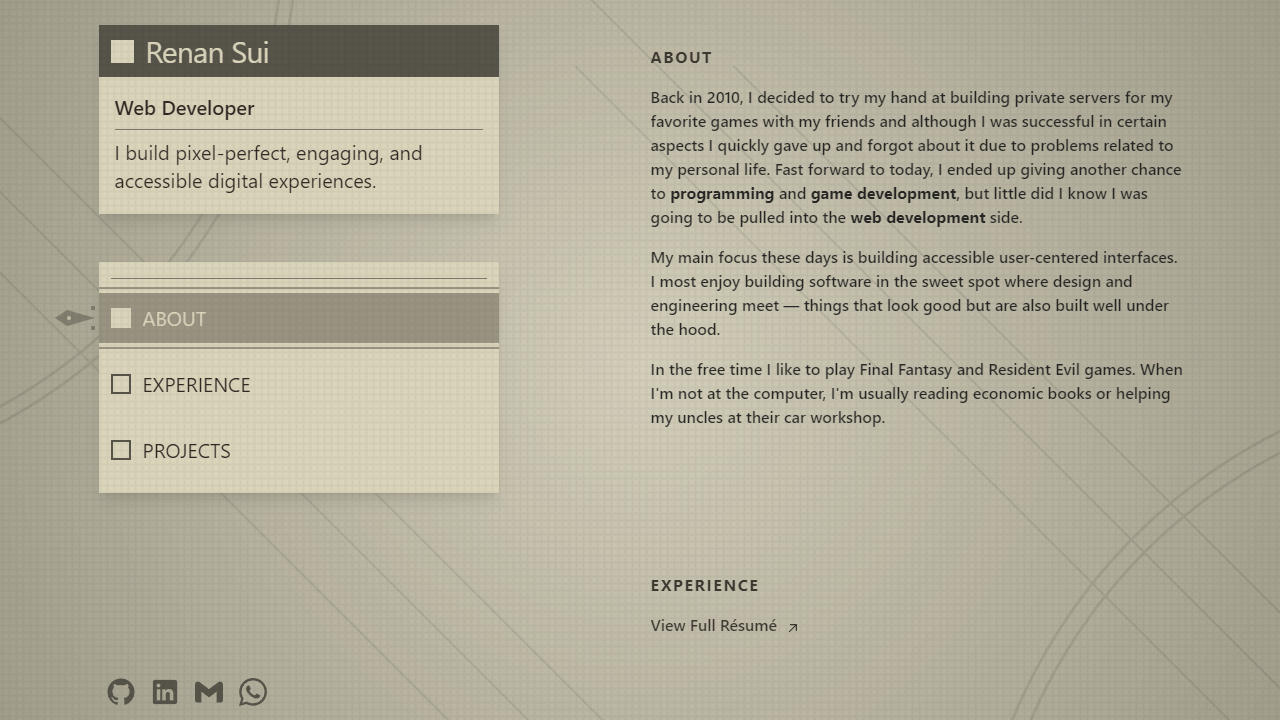 Renan Sui
Web Developer
I build pixel-perfect, engaging, and
accessible digital experiences.
ABOUT
EXPERIENCE
PROJECTS
ABOUT
Back in 2010, I decided to try my hand at building private servers for my
favorite games with my friends and although I was successful in certain
aspects I quickly gave up and forgot about it due to problems related to
my personal life. Fast forward to today, I ended up giving another chance
to programming and game development, but little did I know I was
going to be pulled into the web development side.
My main focus these days is building accessible user-centered interfaces.
I most enjoy building software in the sweet spot where design and
engineering meet — things that look good but are also built well under
the hood.
In the free time I like to play Final Fantasy and Resident Evil games. When
I'm not at the computer, I'm usually reading economic books or helping
my uncles at their car workshop.
EXPERIENCE
View Full Résumé